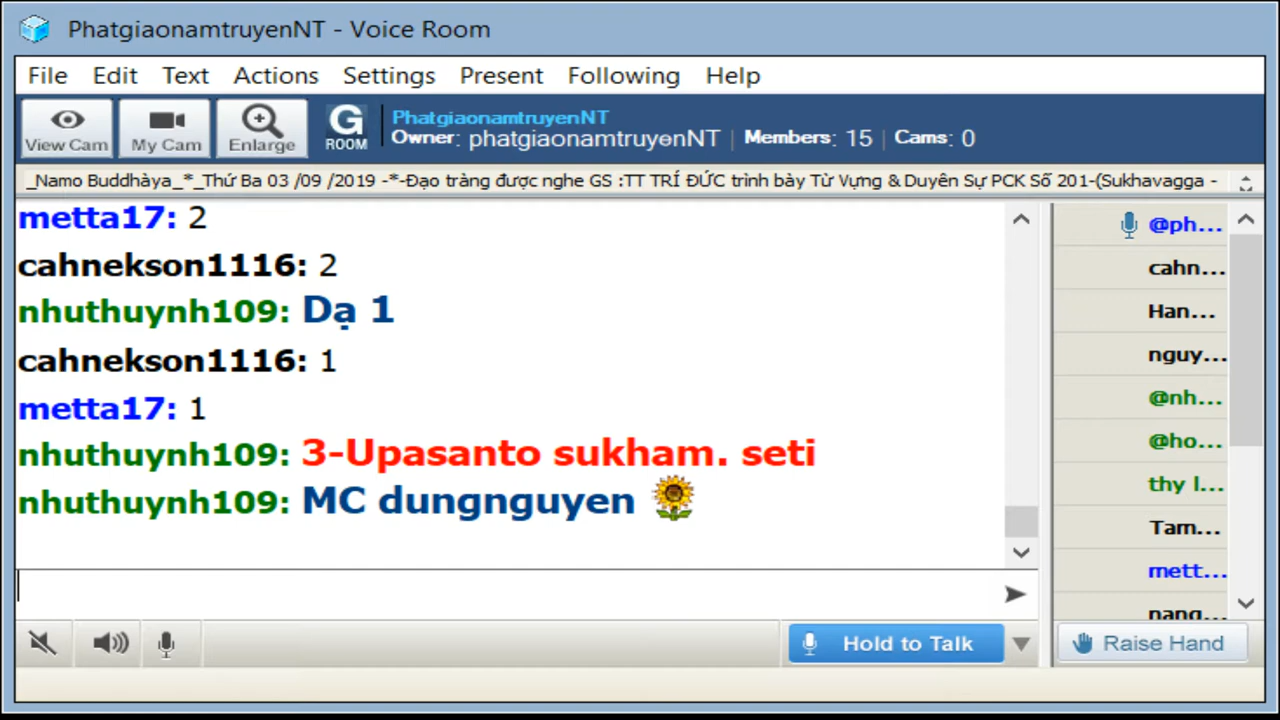 PhatgiaonamtruyenNT - Voice Room
File Edit Text Actions Settings Present Following Help
View Cam My Cam Enlarge G ROOM
PhatgiaonamtruyenNT
Owner: phatgiaonamtruyenNT | Members: 15 | Cams: 0
_Namo Buddhàya_*_Thứ Ba 03 /09 /2019 -*-Đạo tràng được nghe GS :TT TRÍ ĐỨC trình bày Từ Vựng & Duyên Sự PCK Số 201-(Sukhavagga -
metta17: 2
cahnekson1116: 2
nhuthuynh109: Dạ 1
cahnekson1116: 1
metta17: 1
nhuthuynh109: 3-Upasanto sukham. seti
nhuthuynh109: MC dungnguyen
@ph...
cahn...
Han...
nguy...
@nh...
@ho...
thy l...
Tam...
mett...
nang...
Hold to Talk
Raise Hand